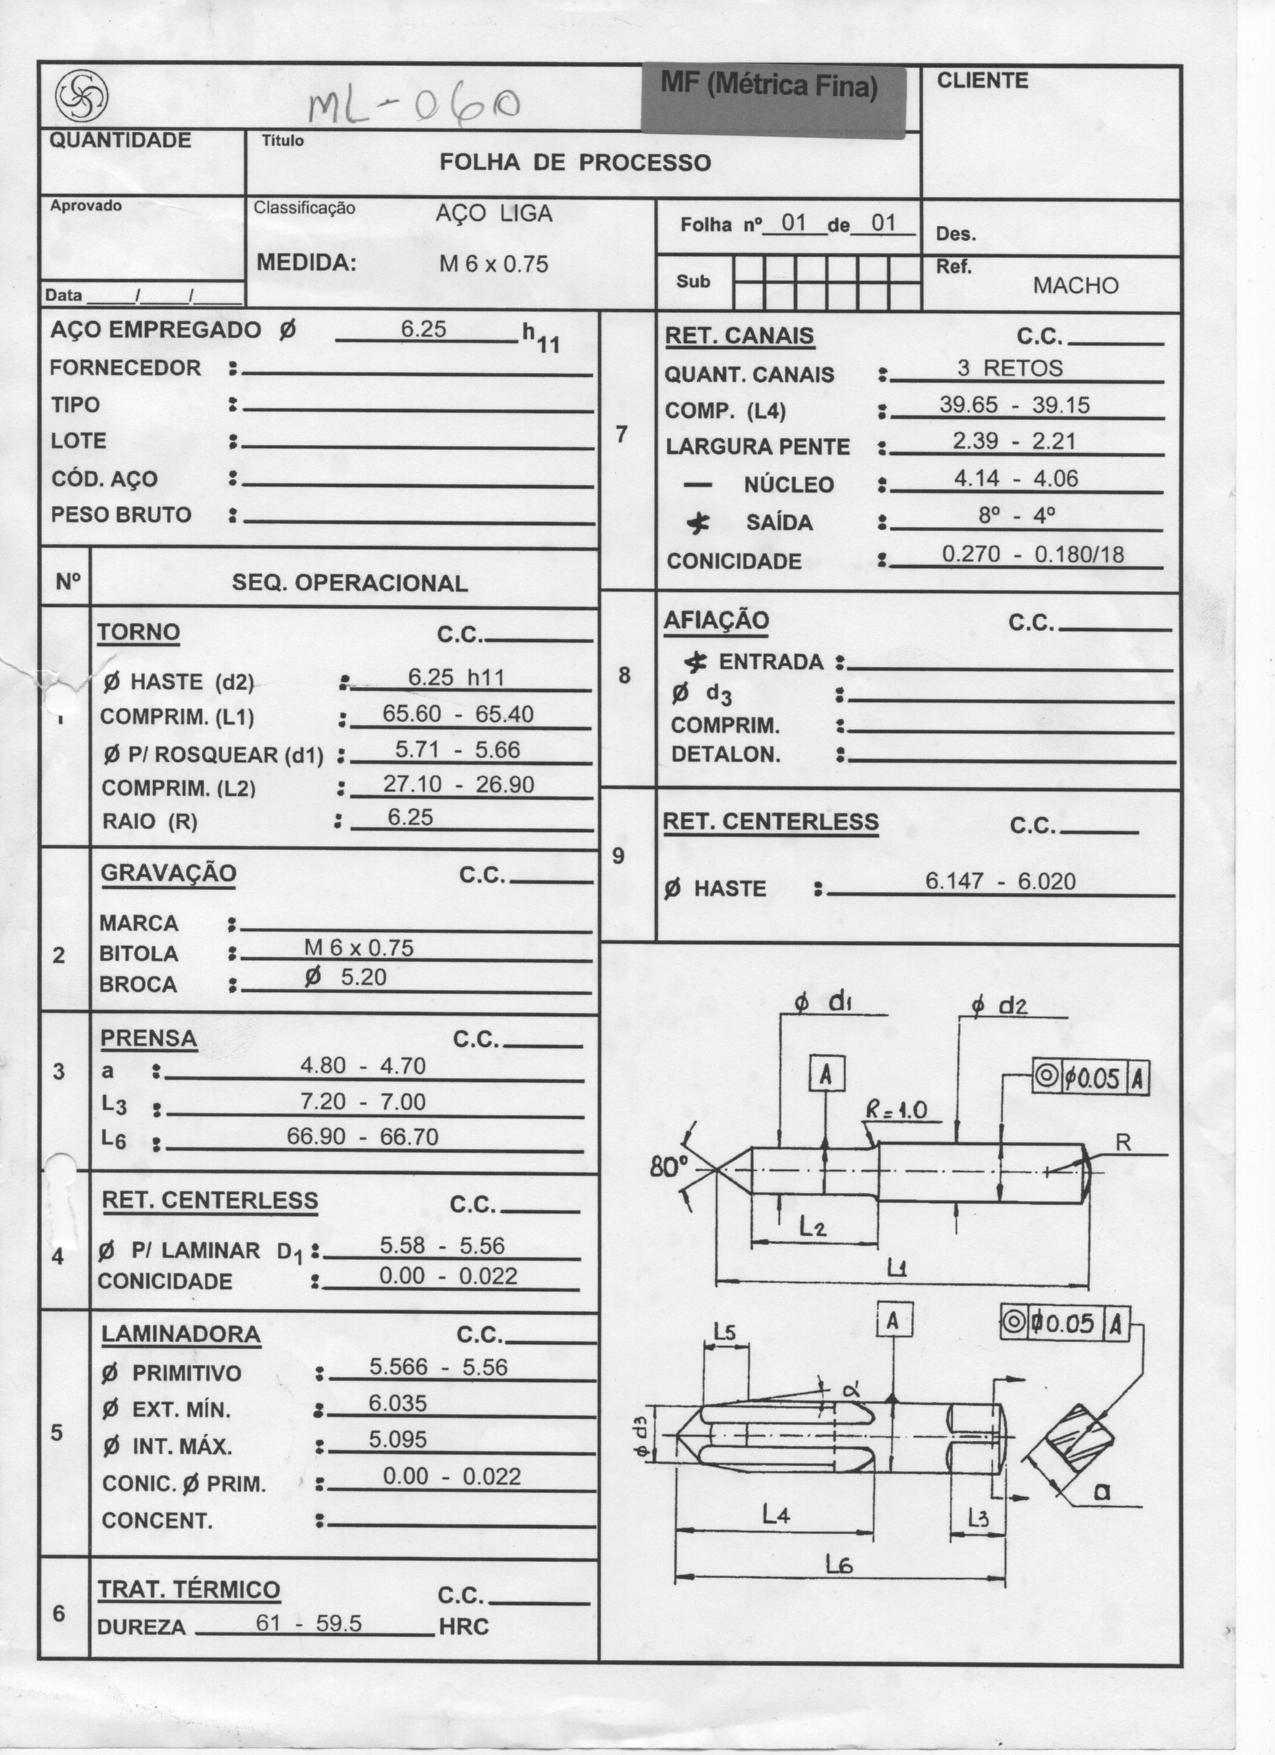 ML-060
MF (Métrica Fina)
CLIENTE
QUANTIDADE
Título
FOLHA DE PROCESSO
Aprovado
Classificação AÇO LIGA
MEDIDA: M 6 x 0.75
Folha nº 01 de 01
Des.
Sub
Ref.
MACHO
Data ____/____/____
AÇO EMPREGADO Ø 6.25 h11
FORNECEDOR :
TIPO :
LOTE :
CÓD. AÇO :
PESO BRUTO :
Nº SEQ. OPERACIONAL
1
TORNO C.C.
Ø HASTE (d2) : 6.25 h11
COMPRIM. (L1) : 65.60 - 65.40
Ø P/ ROSQUEAR (d1) : 5.71 - 5.66
COMPRIM. (L2) : 27.10 - 26.90
RAIO (R) : 6.25
2
GRAVAÇÃO C.C.
MARCA :
BITOLA : M 6 x 0.75
BROCA : Ø 5.20
3
PRENSA C.C.
a : 4.80 - 4.70
L3 : 7.20 - 7.00
L6 : 66.90 - 66.70
4
RET. CENTERLESS C.C.
Ø P/ LAMINAR D1 : 5.58 - 5.56
CONICIDADE : 0.00 - 0.022
5
LAMINADORA C.C.
Ø PRIMITIVO : 5.566 - 5.56
Ø EXT. MÍN. : 6.035
Ø INT. MÁX. : 5.095
CONIC. Ø PRIM. : 0.00 - 0.022
CONCENT. :
6
TRAT. TÉRMICO C.C.
DUREZA 61 - 59.5 HRC
7
RET. CANAIS C.C.
QUANT. CANAIS : 3 RETOS
COMP. (L4) : 39.65 - 39.15
LARGURA PENTE : 2.39 - 2.21
— NÚCLEO : 4.14 - 4.06
∡ SAÍDA : 8º - 4º
CONICIDADE : 0.270 - 0.180/18
8
AFIAÇÃO C.C.
∡ ENTRADA :
Ø d3 :
COMPRIM. :
DETALON. :
9
RET. CENTERLESS C.C.
Ø HASTE : 6.147 - 6.020
ϕ d1
ϕ d2
A
◎ ϕ0.05 A
R=1.0
80°
R
L2
L1
L5
A
◎ ϕ0.05 A
α
ϕ d3
a
L4
L3
L6